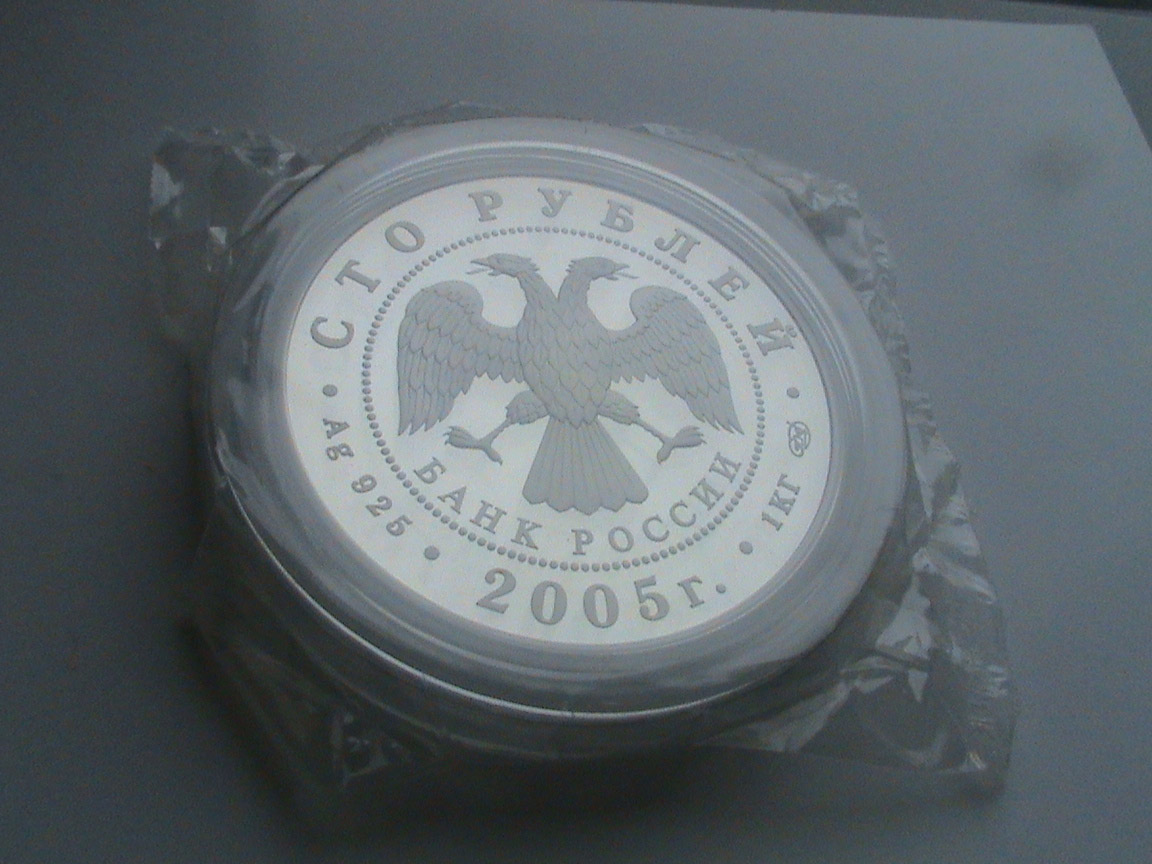 СТО РУБЛЕЙ
БАНК РОССИИ
Ag 925 • 2005г. • 1КГ